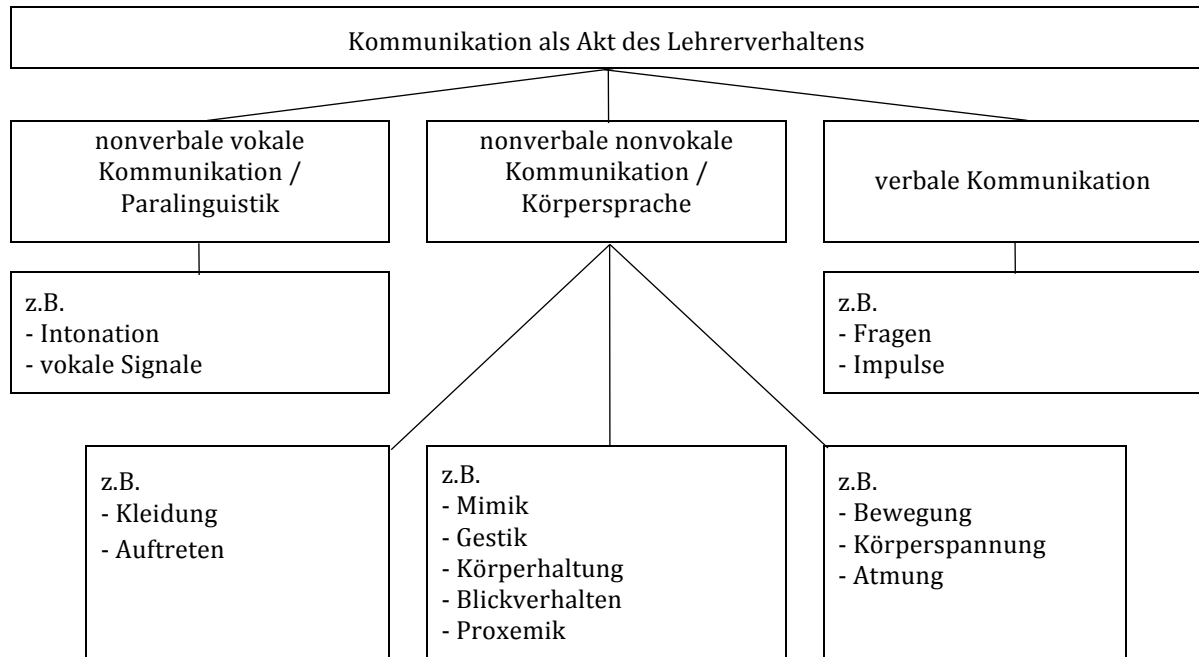 Kommunikation als Akt des Lehrerverhaltens
nonverbale vokale
Kommunikation /
Paralinguistik
nonverbale nonvokale
Kommunikation /
Körpersprache
verbale Kommunikation
z.B.
- Intonation
- vokale Signale
z.B.
- Fragen
- Impulse
z.B.
- Kleidung
- Auftreten
z.B.
- Mimik
- Gestik
- Körperhaltung
- Blickverhalten
- Proxemik
z.B.
- Bewegung
- Körperspannung
- Atmung